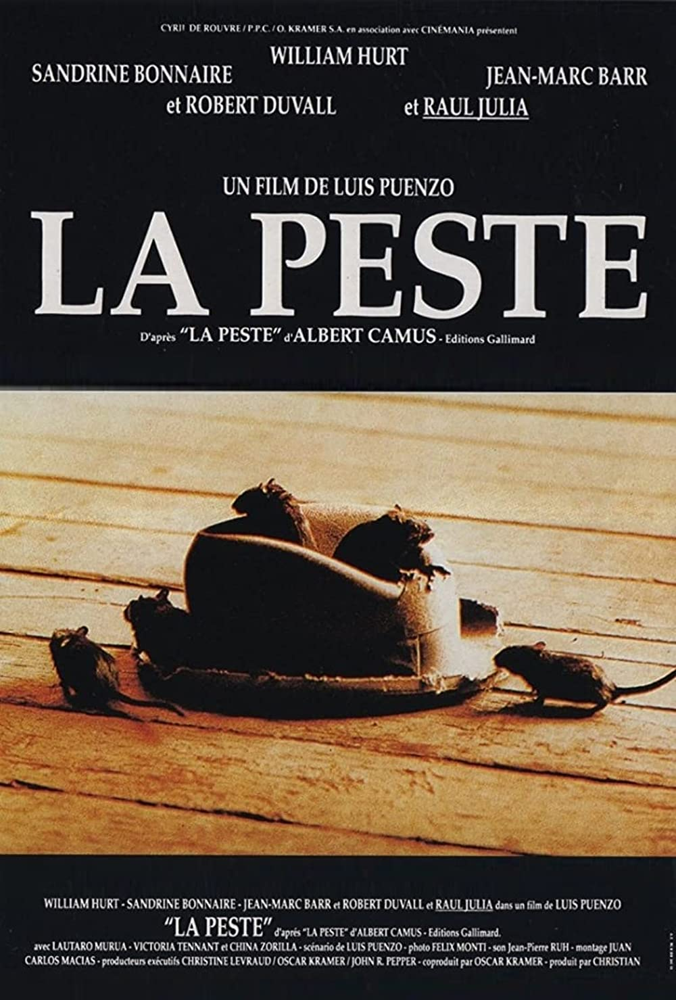 CYRIL DE ROUVRE / P.P.C. / O. KRAMER S.A. en association avec CINÉMANIA présentent
WILLIAM HURT
SANDRINE BONNAIRE JEAN-MARC BARR
et ROBERT DUVALL et RAUL JULIA
UN FILM DE LUIS PUENZO
LA PESTE
D'après "LA PESTE" d'ALBERT CAMUS - Editions Gallimard
WILLIAM HURT - SANDRINE BONNAIRE - JEAN-MARC BARR et ROBERT DUVALL et RAUL JULIA dans un film de LUIS PUENZO
"LA PESTE" d'après "LA PESTE" d'ALBERT CAMUS - Editions Gallimard.
avec LAUTARO MURUA - VICTORIA TENNANT et CHINA ZORILLA - scénario de LUIS PUENZO - photo FELIX MONTI - son Jean-Pierre RUH - montage JUAN
CARLOS MACIAS - producteurs exécutifs CHRISTINE LEVRAUD / OSCAR KRAMER / JOHN R. PEPPER - coproduit par OSCAR KRAMER - produit par CHRISTIAN